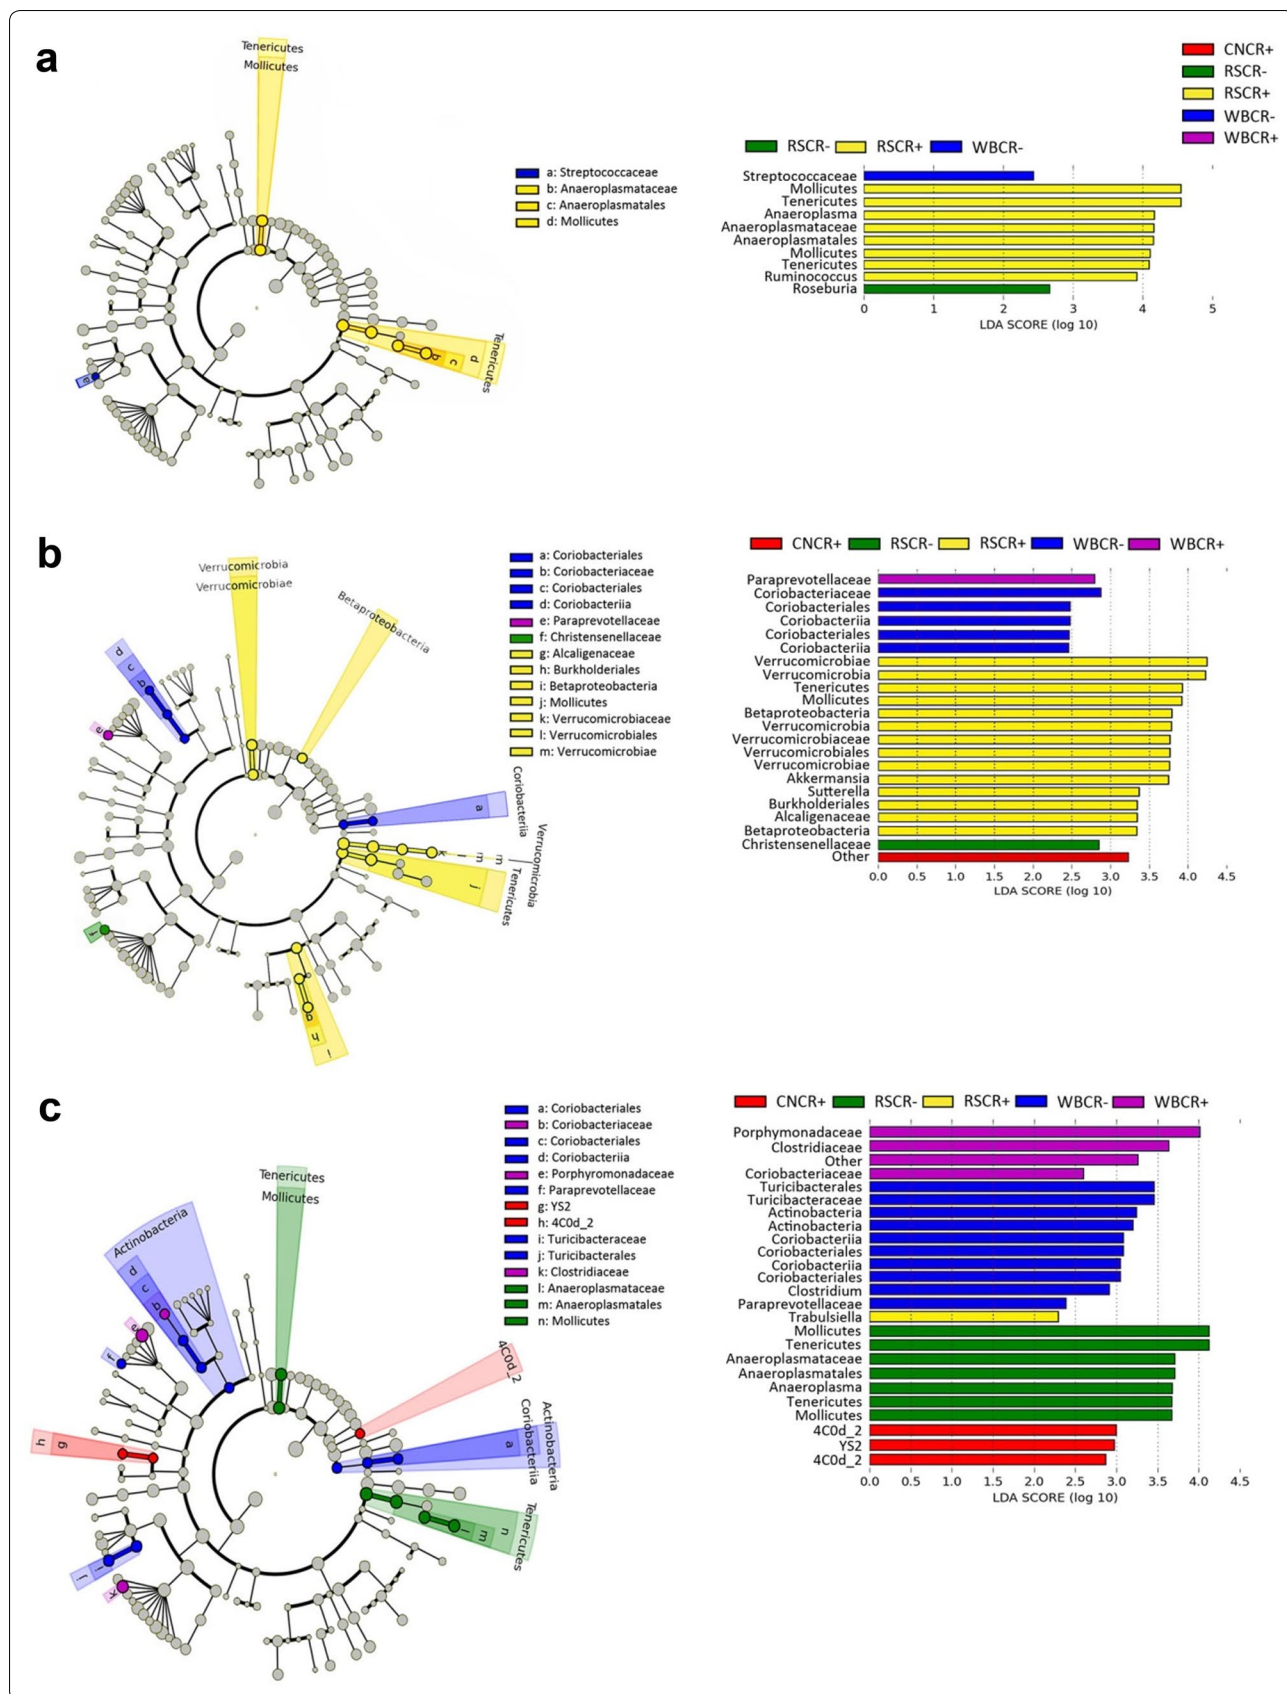 a
Tenericutes
Mollicutes
a: Streptococcaceae
b: Anaeroplasmataceae
c: Anaeroplasmatales
d: Mollicutes
a
b
c
d
Tenericutes
CNCR+
RSCR-
RSCR+
WBCR-
WBCR+
RSCR- RSCR+ WBCR-
Streptococcaceae
Mollicutes
Tenericutes
Anaeroplasma
Anaeroplasmataceae
Anaeroplasmatales
Mollicutes
Tenericutes
Ruminococcus
Roseburia
0 1 2 3 4 5
LDA SCORE (log 10)
b
Verrucomicrobia
Verrucomicrobiae
Betaproteobacteria
d
c
b
e
a
Coriobacteriia
k l m m
Verrucomicrobia
j
Tenericutes
f
g
h
i
a: Coriobacteriales
b: Coriobacteriaceae
c: Coriobacteriales
d: Coriobacteriia
e: Paraprevotellaceae
f: Christensenellaceae
g: Alcaligenaceae
h: Burkholderiales
i: Betaproteobacteria
j: Mollicutes
k: Verrucomicrobiaceae
l: Verrucomicrobiales
m: Verrucomicrobiae
CNCR+ RSCR- RSCR+ WBCR- WBCR+
Paraprevotellaceae
Coriobacteriaceae
Coriobacteriales
Coriobacteriia
Coriobacteriales
Coriobacteriia
Verrucomicrobiae
Verrucomicrobia
Tenericutes
Mollicutes
Betaproteobacteria
Verrucomicrobia
Verrucomicrobiaceae
Verrucomicrobiales
Verrucomicrobiae
Akkermansia
Sutterella
Burkholderiales
Alcaligenaceae
Betaproteobacteria
Christensenellaceae
Other
0.0 0.5 1.0 1.5 2.0 2.5 3.0 3.5 4.0 4.5
LDA SCORE (log 10)
c
Tenericutes
Mollicutes
Actinobacteria
d
c
b
e
f
h g
j i
k
4C0d_2
a
Coriobacteriia
Actinobacteria
l m n
Tenericutes
a: Coriobacteriales
b: Coriobacteriaceae
c: Coriobacteriales
d: Coriobacteriia
e: Porphyromonadaceae
f: Paraprevotellaceae
g: YS2
h: 4C0d_2
i: Turicibacteraceae
j: Turicibacterales
k: Clostridiaceae
l: Anaeroplasmataceae
m: Anaeroplasmatales
n: Mollicutes
CNCR+ RSCR- RSCR+ WBCR- WBCR+
Porphymonadaceae
Clostridiaceae
Other
Coriobacteriaceae
Turicibacterales
Turicibacteraceae
Actinobacteria
Actinobacteria
Coriobacteriia
Coriobacteriales
Coriobacteriia
Coriobacteriales
Clostridium
Paraprevotellaceae
Trabulsiella
Mollicutes
Tenericutes
Anaeroplasmataceae
Anaeroplasmatales
Anaeroplasma
Tenericutes
Mollicutes
4C0d_2
YS2
4C0d_2
0.0 0.5 1.0 1.5 2.0 2.5 3.0 3.5 4.0 4.5
LDA SCORE (log 10)